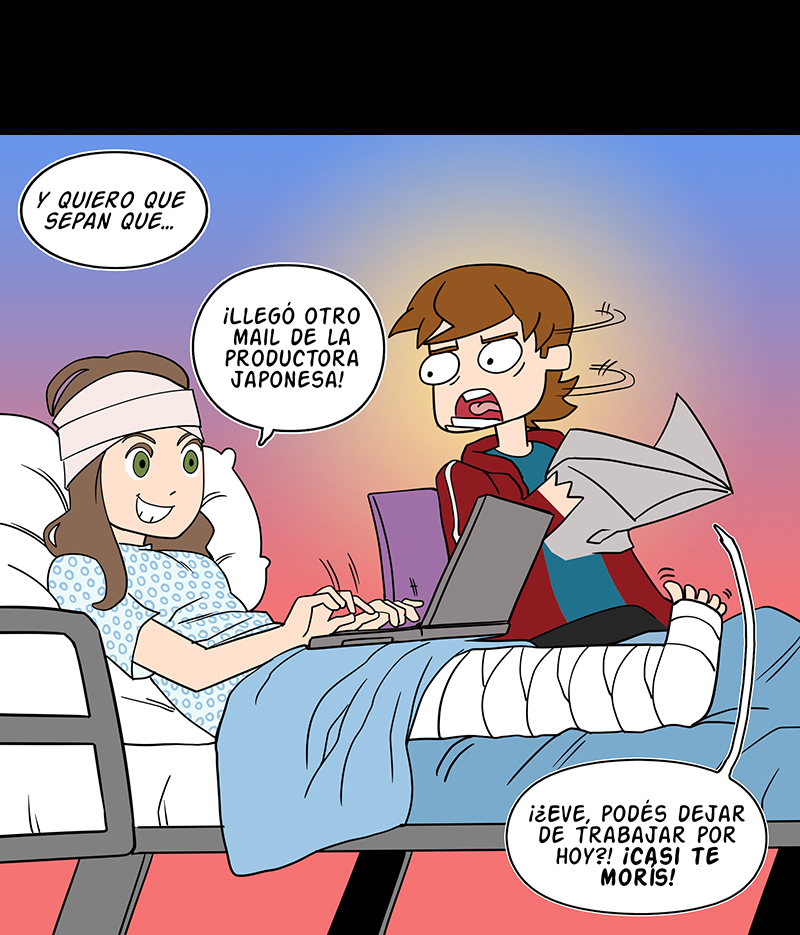 Y QUIERO QUE
SEPAN QUE...
¡LLEGÓ OTRO
MAIL DE LA
PRODUCTORA
JAPONESA!
¡¿EVE, PODÉS DEJAR
DE TRABAJAR POR
HOY?! ¡CASI TE
MORÍS!